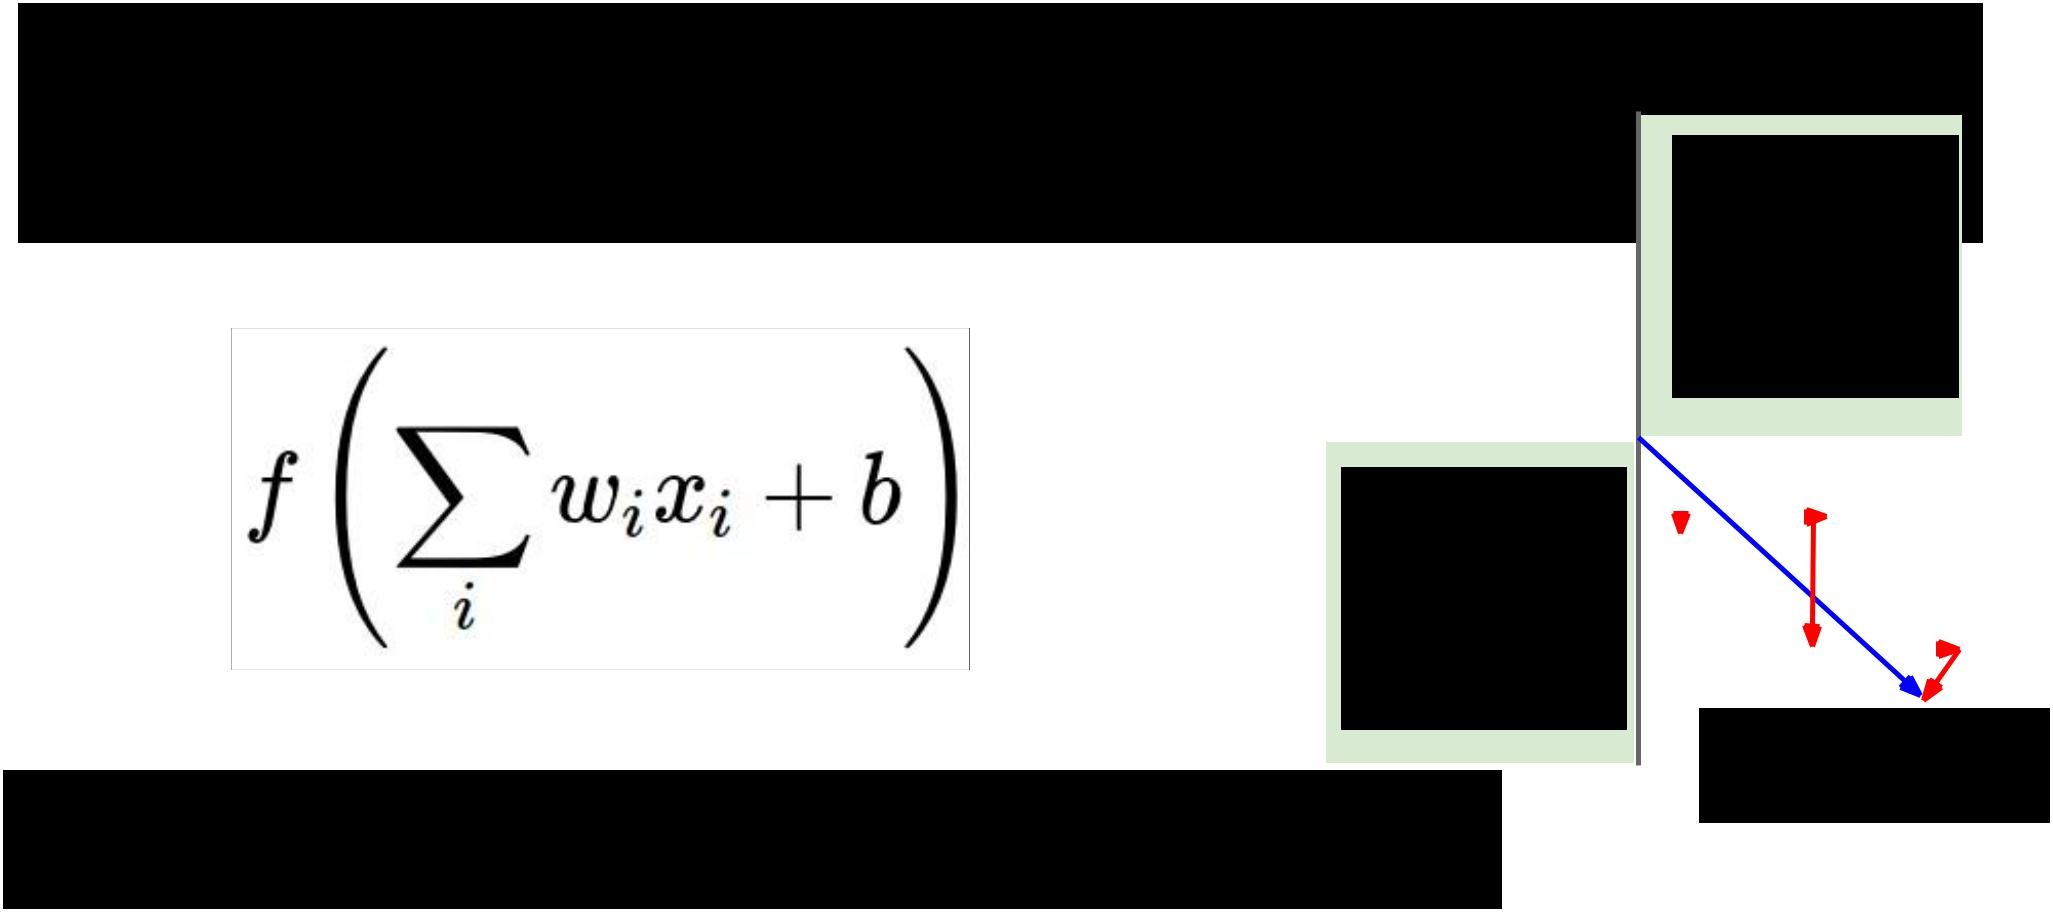 f ( ∑_i w_i x_i + b )